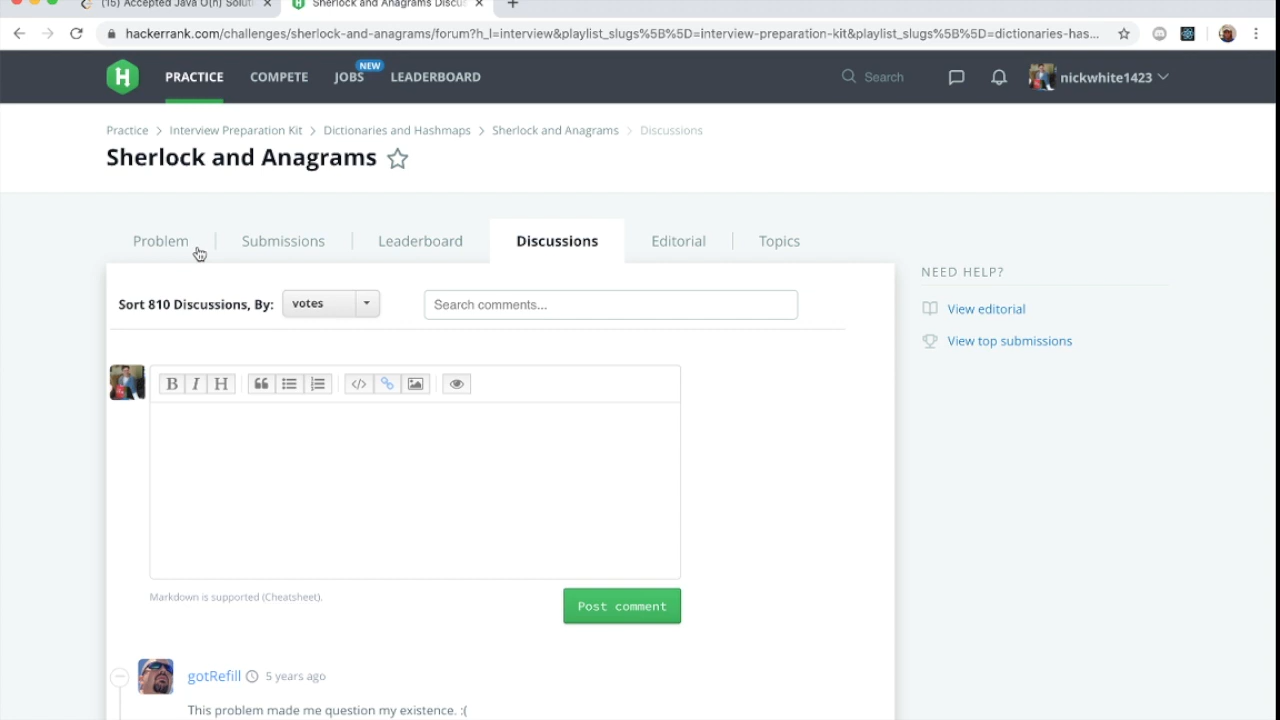 (15) Accepted Java O(n) Soluti
Sherlock and Anagrams Discus
hackerrank.com/challenges/sherlock-and-anagrams/forum?h_l=interview&playlist_slugs%5B%5D=interview-preparation-kit&playlist_slugs%5B%5D=dictionaries-has...
H PRACTICE COMPETE JOBS NEW LEADERBOARD Search nickwhite1423
Practice > Interview Preparation Kit > Dictionaries and Hashmaps > Sherlock and Anagrams > Discussions
Sherlock and Anagrams
Problem Submissions Leaderboard Discussions Editorial Topics
NEED HELP?
Sort 810 Discussions, By: votes Search comments...
View editorial
View top submissions
B I H
Markdown is supported (Cheatsheet).
Post comment
gotRefill 5 years ago
This problem made me question my existence. :(